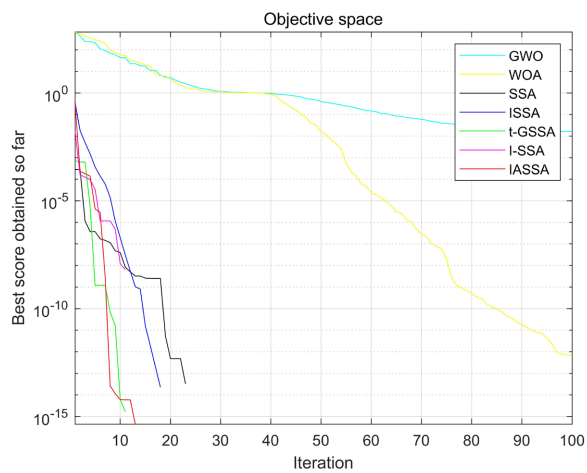 Objective space
Best score obtained so far
10^0
10^-5
10^-10
10^-15
GWO
WOA
SSA
ISSA
t-GSSA
I-SSA
IASSA
10 20 30 40 50 60 70 80 90 100
Iteration